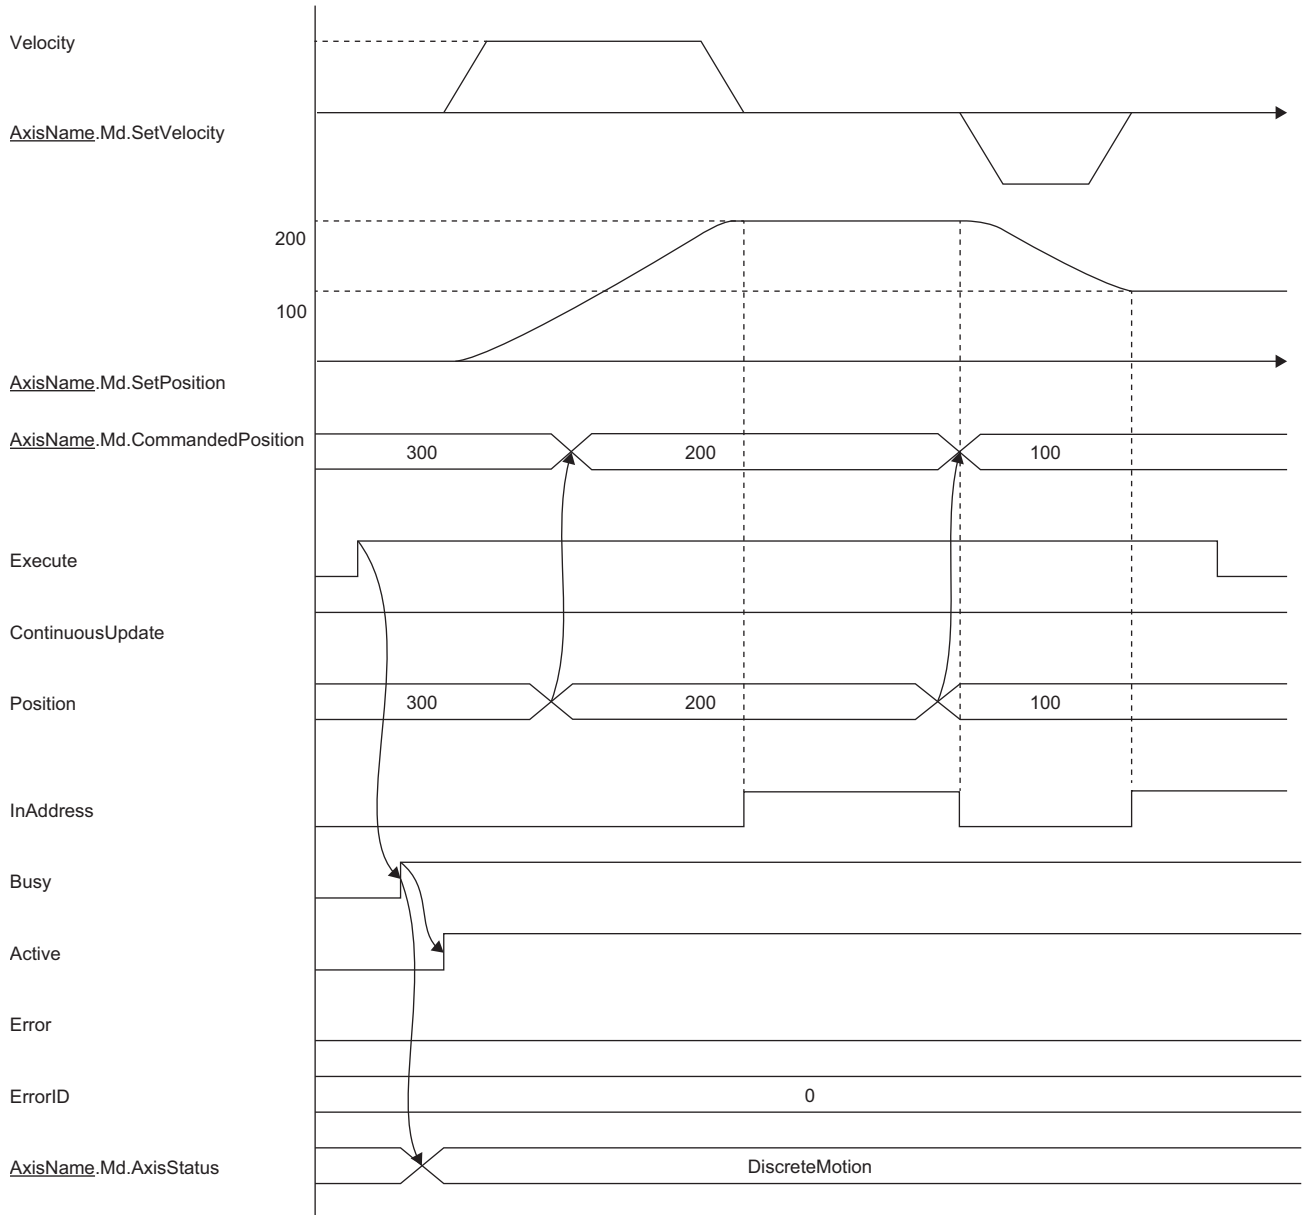 Velocity
AxisName.Md.SetVelocity
200
100
AxisName.Md.SetPosition
AxisName.Md.CommandedPosition 300 200 100
Execute
ContinuousUpdate
Position 300 200 100
InAddress
Busy
Active
Error
ErrorID 0
AxisName.Md.AxisStatus DiscreteMotion